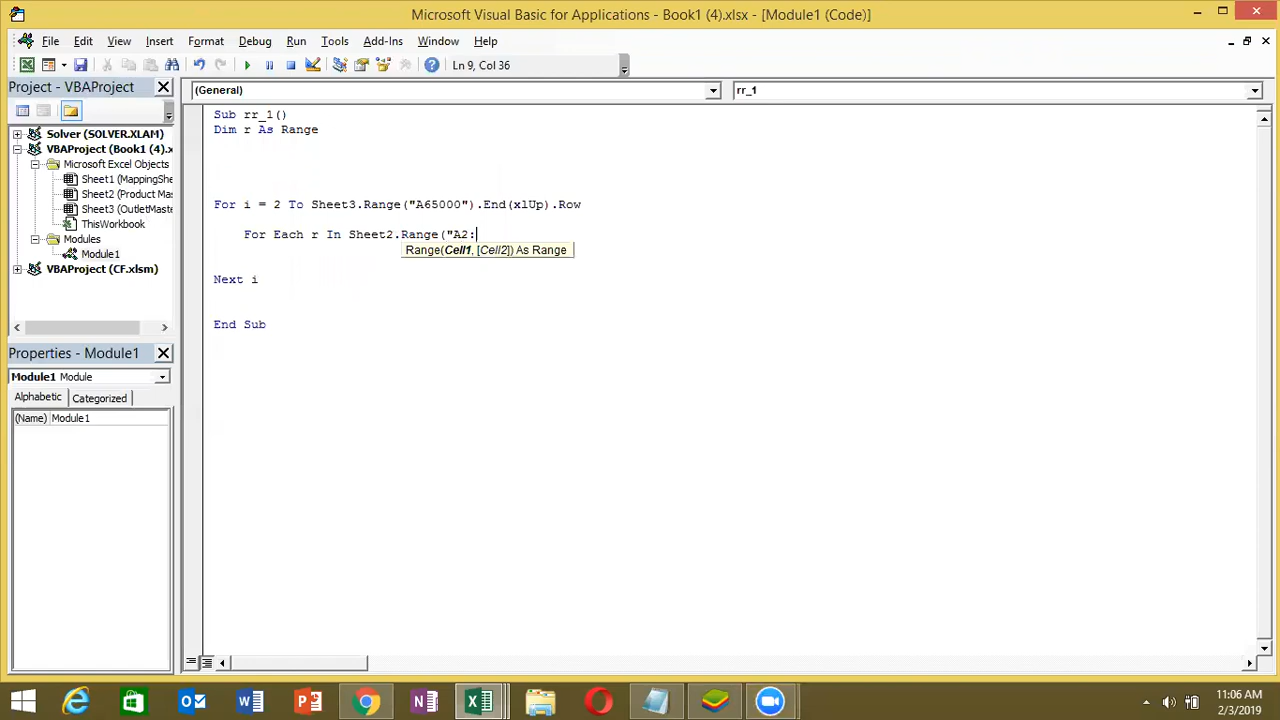 Microsoft Visual Basic for Applications - Book1 (4).xlsx - [Module1 (Code)]
File Edit View Insert Format Debug Run Tools Add-Ins Window Help
Ln 9, Col 36
Project - VBAProject
(General)
rr_1
Solver (SOLVER.XLAM)
VBAProject (Book1 (4).x
Microsoft Excel Objects
Sheet1 (MappingShe
Sheet2 (Product Mas
Sheet3 (OutletMaste
ThisWorkbook
Modules
Module1
VBAProject (CF.xlsm)
Sub rr_1()
Dim r As Range
For i = 2 To Sheet3.Range("A65000").End(xlUp).Row
For Each r In Sheet2.Range("A2:
Range(Cell1, [Cell2]) As Range
Next i
End Sub
Properties - Module1
Module1 Module
Alphabetic Categorized
(Name) Module1
11:06 AM
2/3/2019